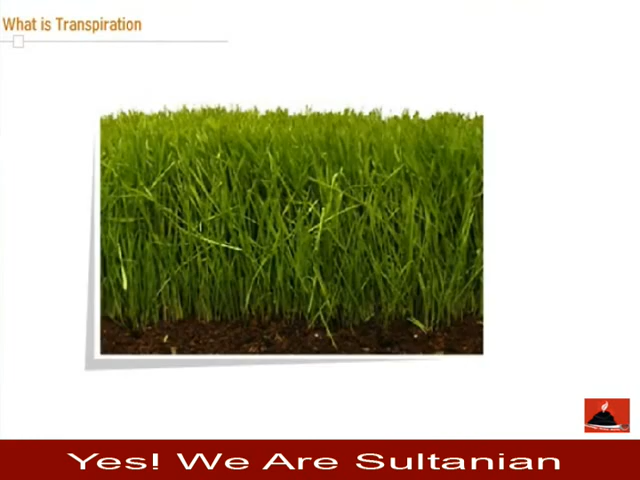 What is Transpiration
Yes! We Are Sultanian